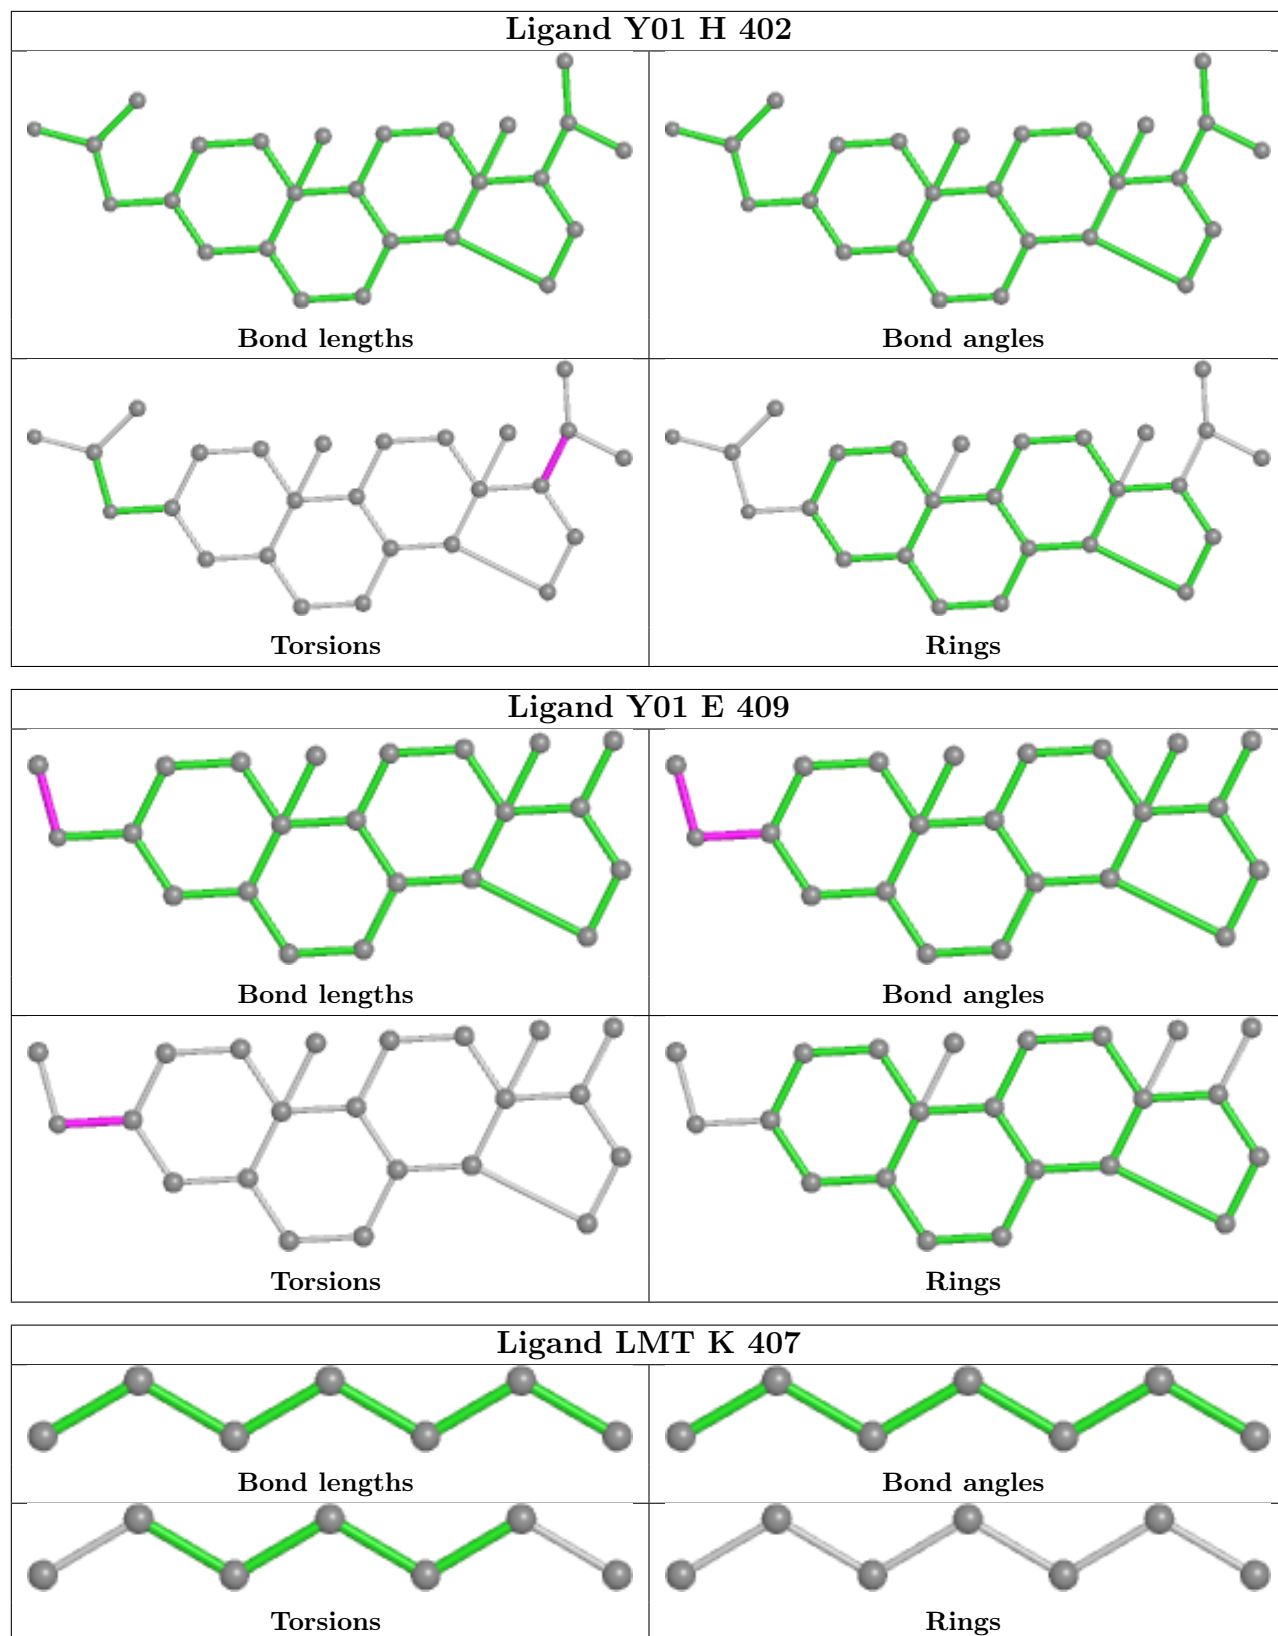 Ligand Y01 H 402
Bond lengths
Bond angles
Torsions
Rings
Ligand Y01 E 409
Bond lengths
Bond angles
Torsions
Rings
Ligand LMT K 407
Bond lengths
Bond angles
Torsions
Rings